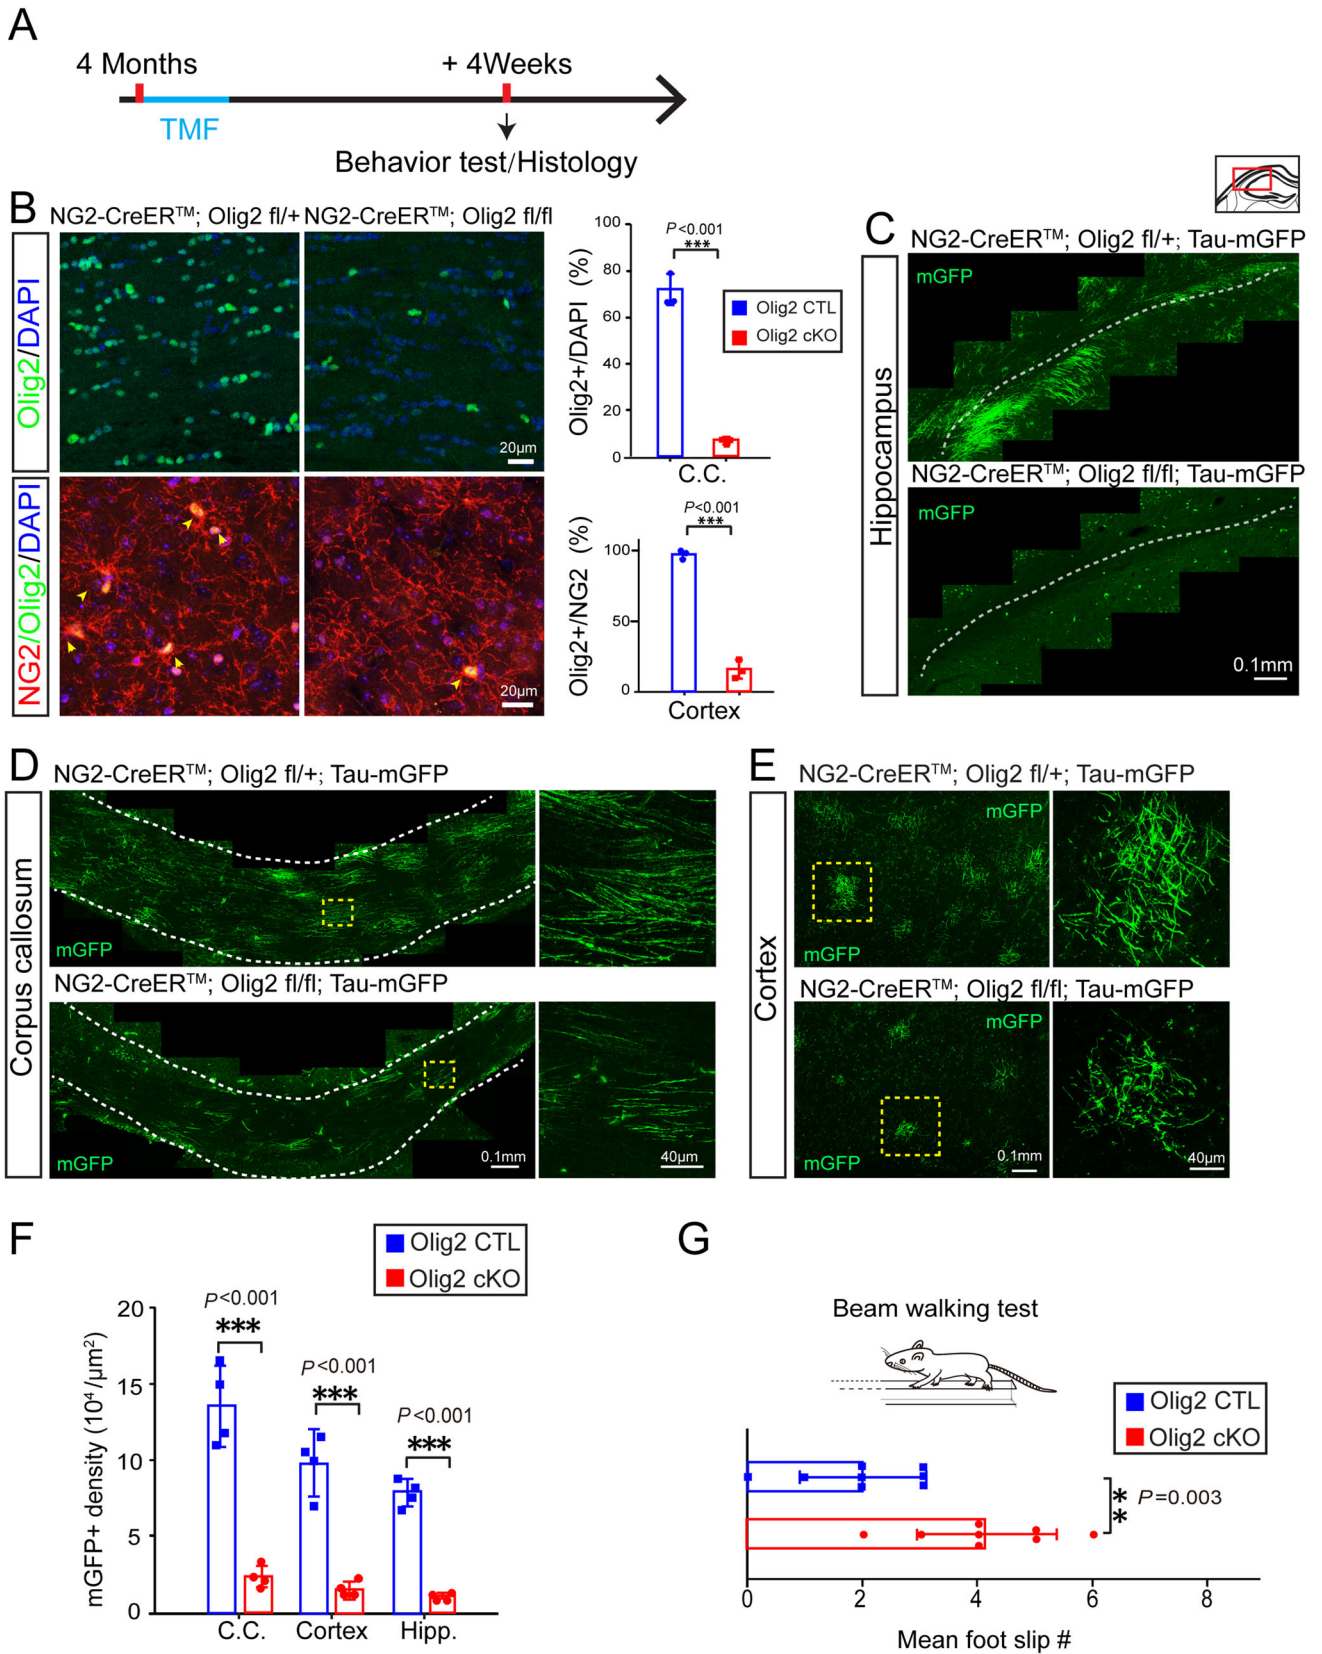 A
4 Months
+ 4Weeks
TMF
Behavior test/Histology
B
NG2-CreER™; Olig2 fl/+
NG2-CreER™; Olig2 fl/fl
Olig2/DAPI
20µm
NG2/Olig2/DAPI
20µm
Olig2+/DAPI (%)
100
80
60
40
20
0
P<0.001
***
C.C.
Olig2 CTL
Olig2 cKO
Olig2+/NG2 (%)
100
50
0
P<0.001
***
Cortex
C
Hippocampus
NG2-CreER™; Olig2 fl/+; Tau-mGFP
mGFP
NG2-CreER™; Olig2 fl/fl; Tau-mGFP
mGFP
0.1mm
D
Corpus callosum
NG2-CreER™; Olig2 fl/+; Tau-mGFP
mGFP
NG2-CreER™; Olig2 fl/fl; Tau-mGFP
mGFP
0.1mm
40µm
E
Cortex
NG2-CreER™; Olig2 fl/+; Tau-mGFP
mGFP
mGFP
NG2-CreER™; Olig2 fl/fl; Tau-mGFP
mGFP
mGFP
0.1mm
40µm
F
Olig2 CTL
Olig2 cKO
mGFP+ density (10⁴/µm²)
20
15
10
5
0
P<0.001
***
P<0.001
***
P<0.001
***
C.C.
Cortex
Hipp.
G
Beam walking test
Olig2 CTL
Olig2 cKO
**
P=0.003
0
2
4
6
8
Mean foot slip #